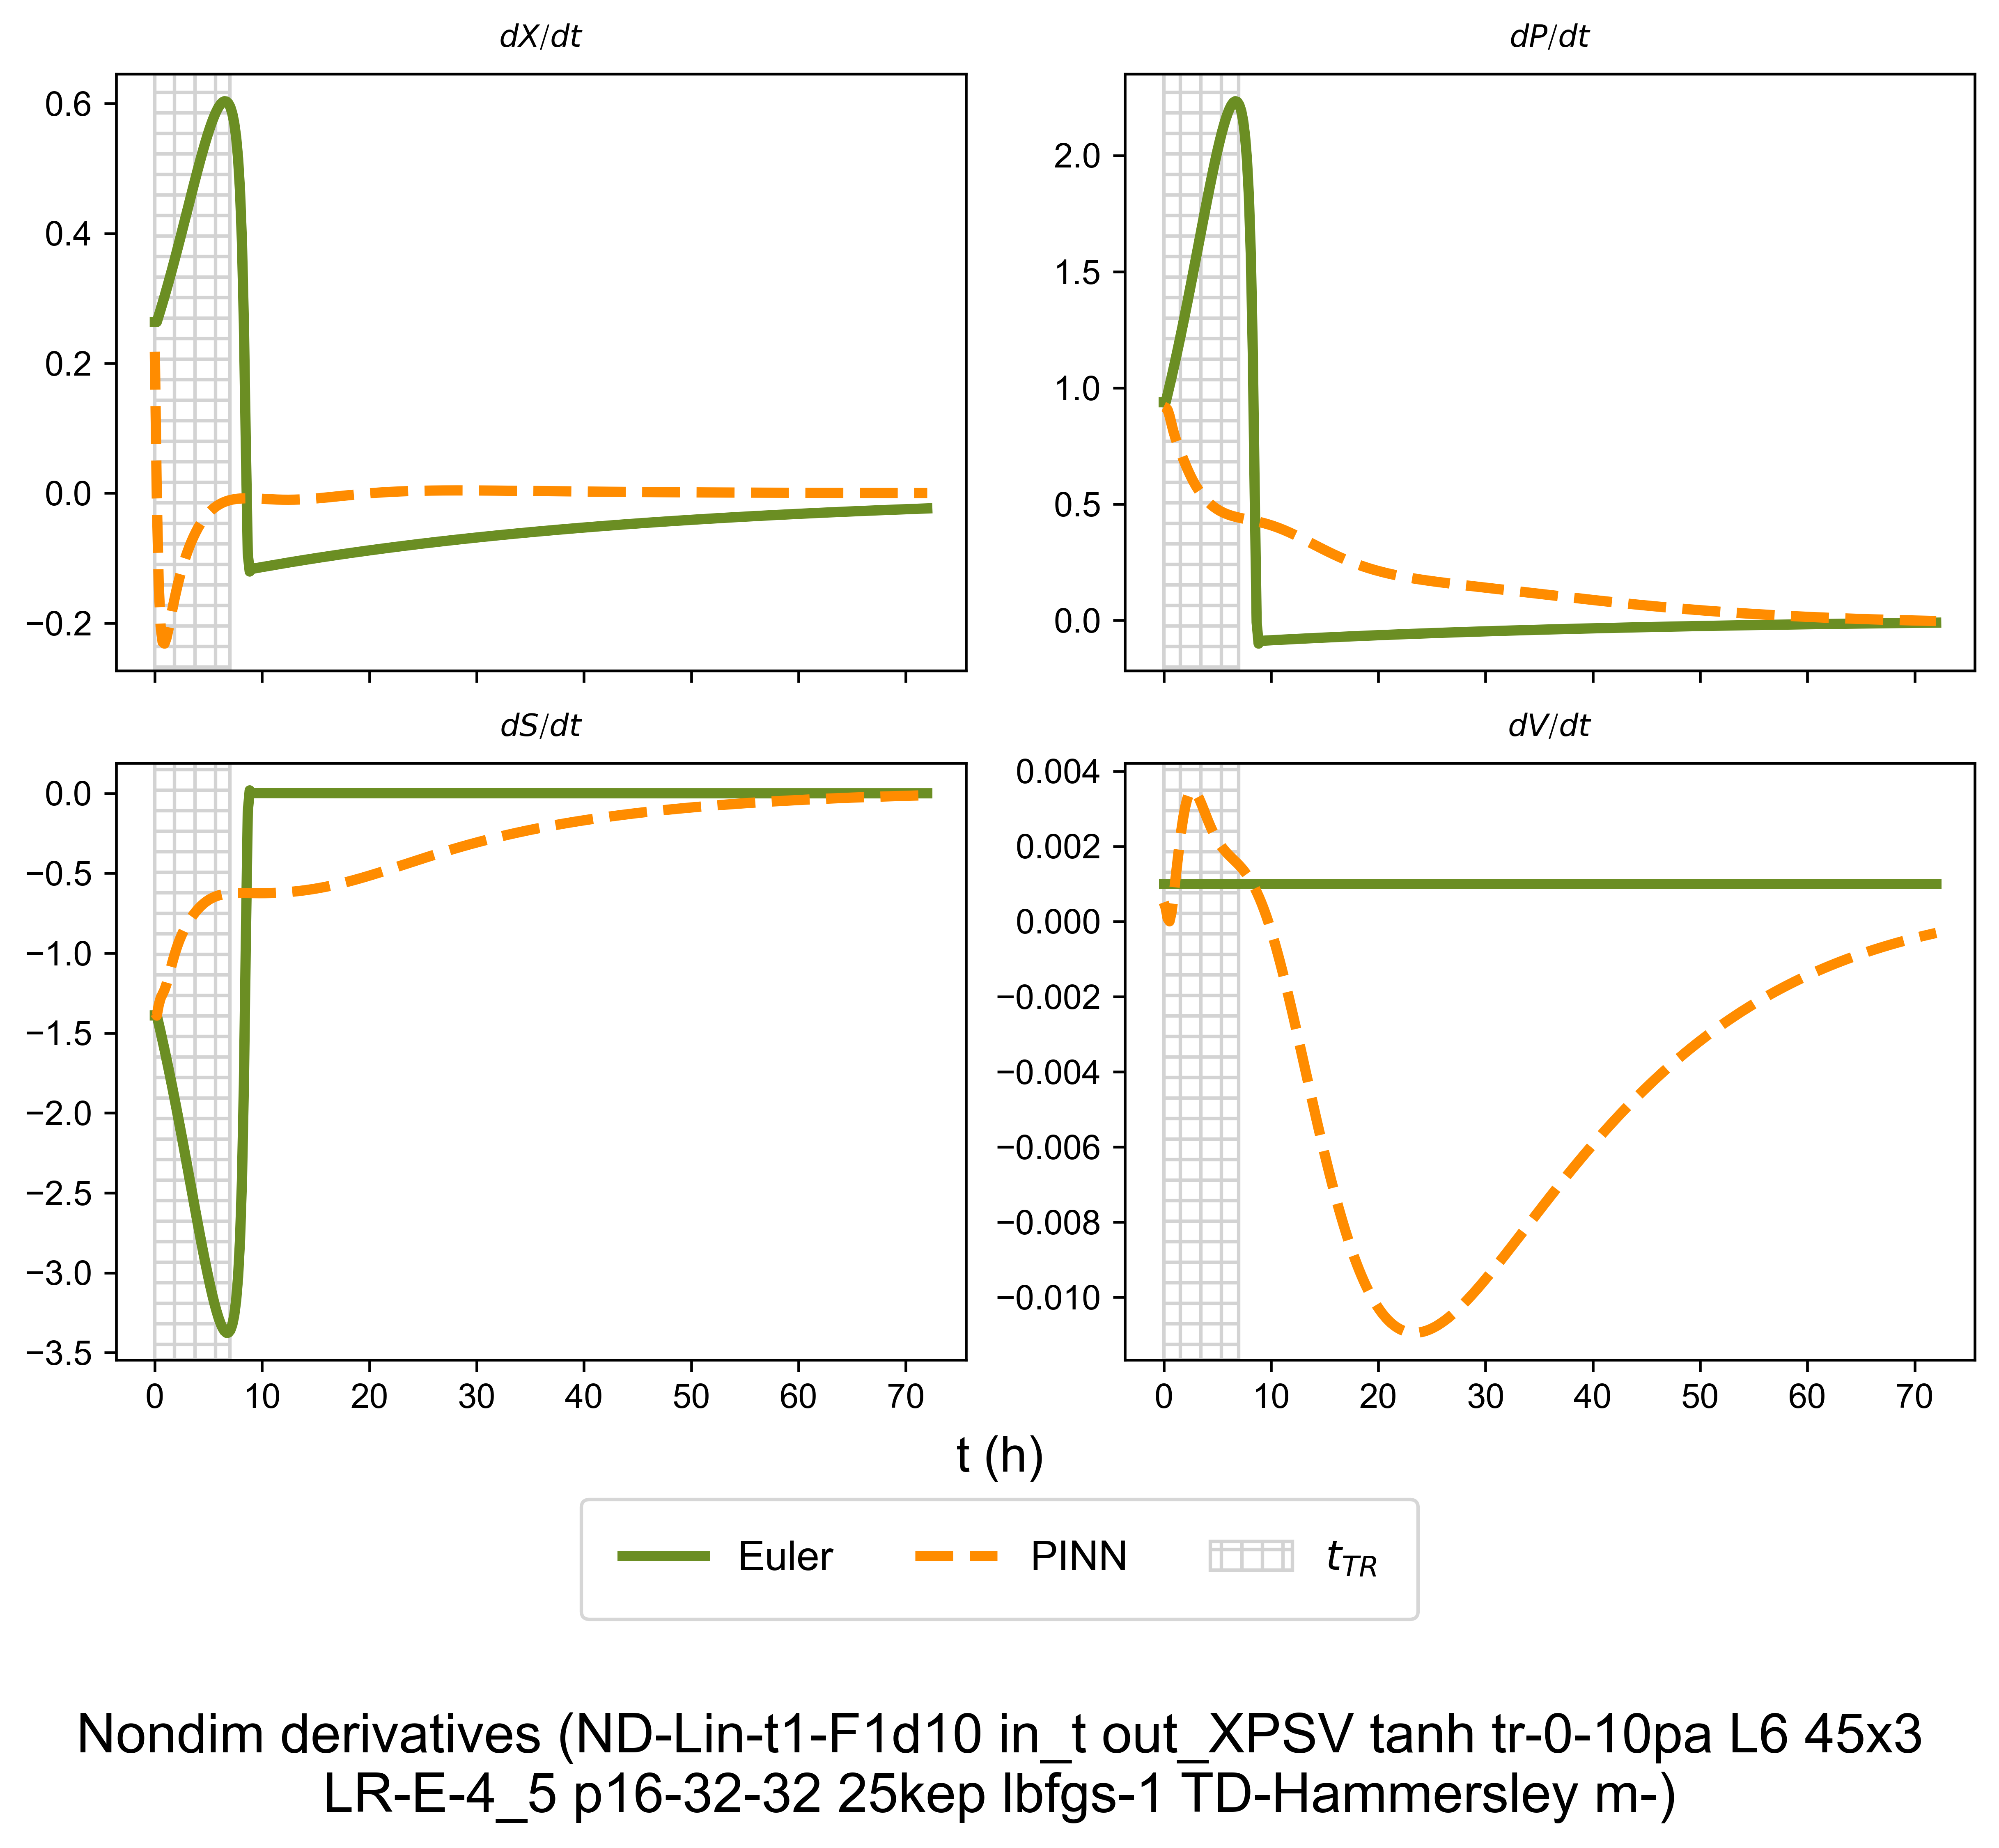 dX/dt
dP/dt
0.6
0.4
0.2
0.0
−0.2
2.0
1.5
1.0
0.5
0.0
dS/dt
dV/dt
0.0
−0.5
−1.0
−1.5
−2.0
−2.5
−3.0
−3.5
0.004
0.002
0.000
−0.002
−0.004
−0.006
−0.008
−0.010
0 10 20 30 40 50 60 70
0 10 20 30 40 50 60 70
t (h)
Euler PINN t_TR
Nondim derivatives (ND-Lin-t1-F1d10 in_t out_XPSV tanh tr-0-10pa L6 45x3
LR-E-4_5 p16-32-32 25kep lbfgs-1 TD-Hammersley m-)